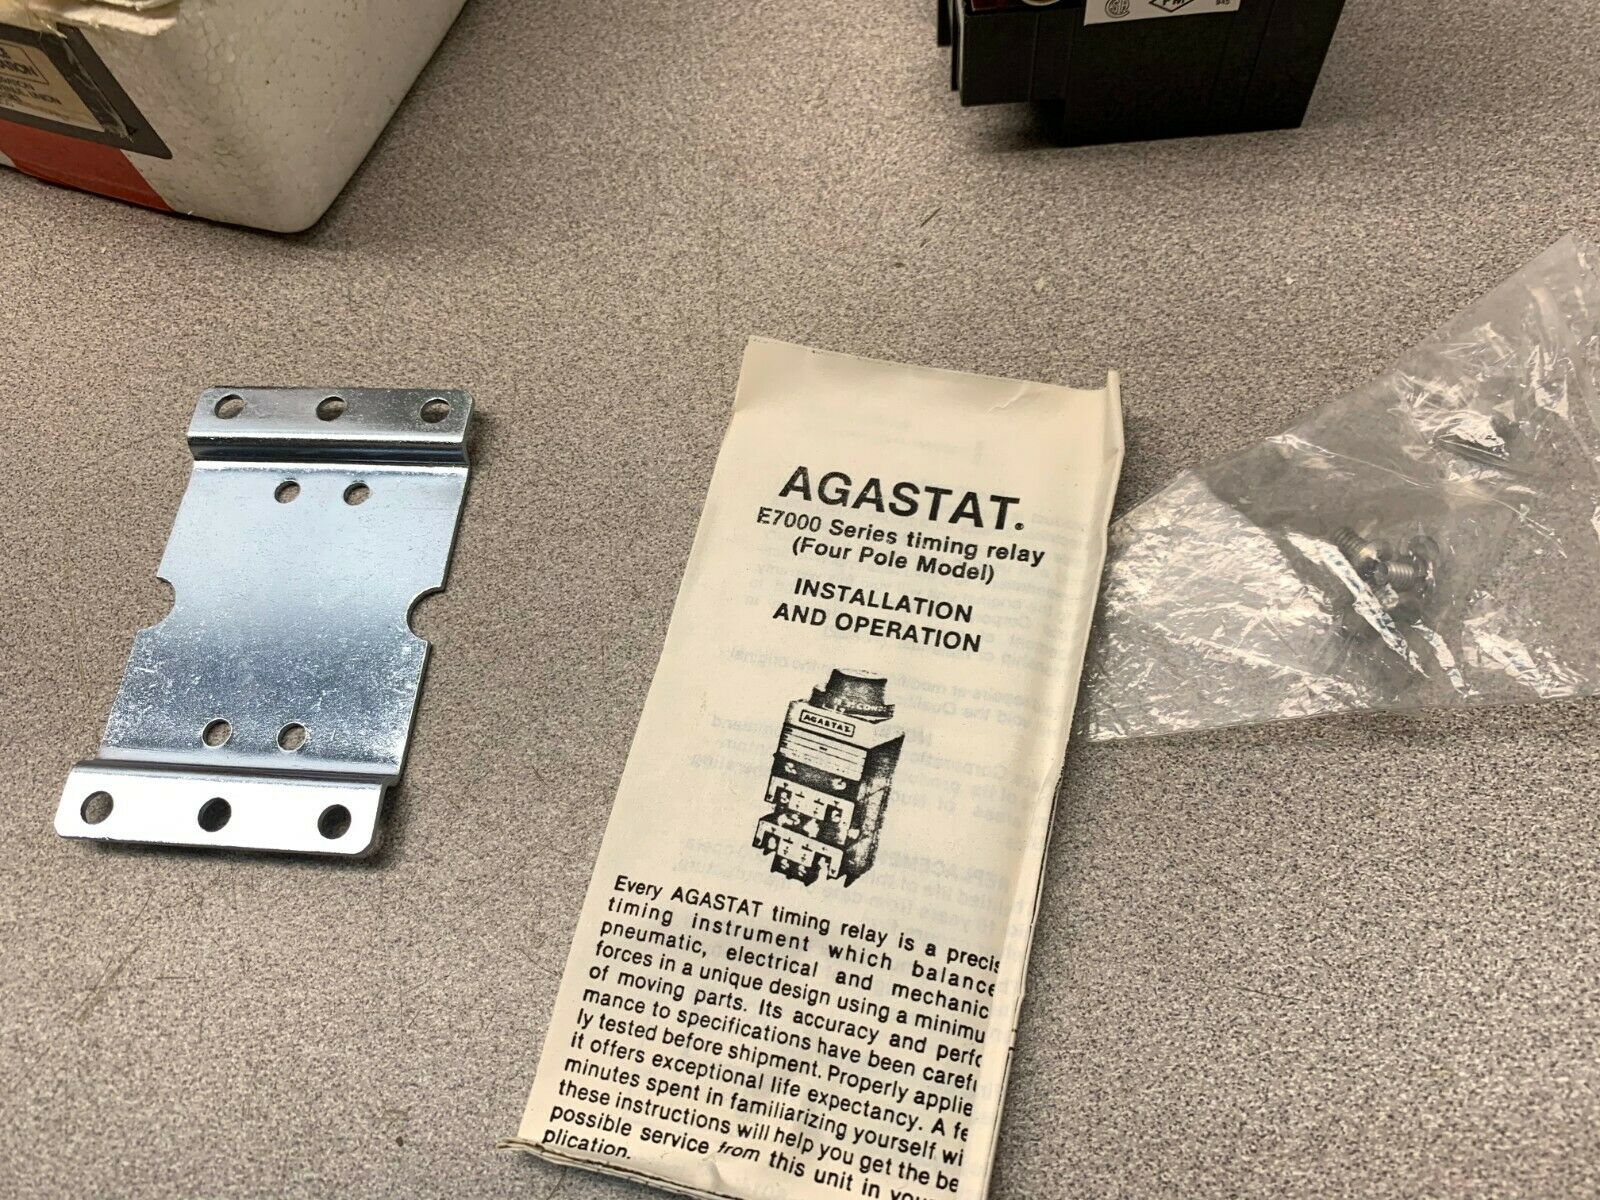 AGASTAT.
E7000 Series timing relay
(Four Pole Model)
INSTALLATION
AND OPERATION
AGASTAT
Every AGASTAT timing relay is a precis
timing instrument which balance
pneumatic, electrical and mechanic
forces in a unique design using a minimu
of moving parts. Its accuracy and perfo
mance to specifications have been carefu
ly tested before shipment. Properly applie
it offers exceptional life expectancy. A fe
minutes spent in familiarizing yourself wi
these instructions will help you get the be
possible service from this unit in your
plication.